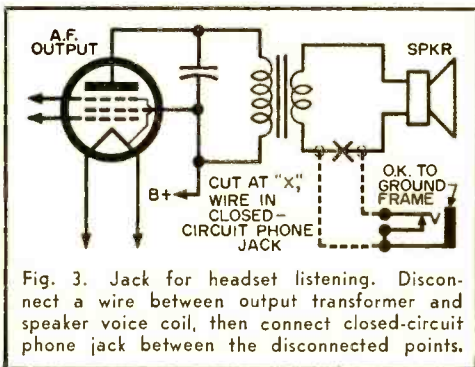 A.F.
OUTPUT
SPKR
B+
CUT AT "X",
WIRE IN
CLOSED-
CIRCUIT PHONE
JACK
O.K. TO
GROUND
FRAME
Fig. 3. Jack for headset listening. Discon-
nect a wire between output transformer and
speaker voice coil, then connect closed-circuit
phone jack between the disconnected points.